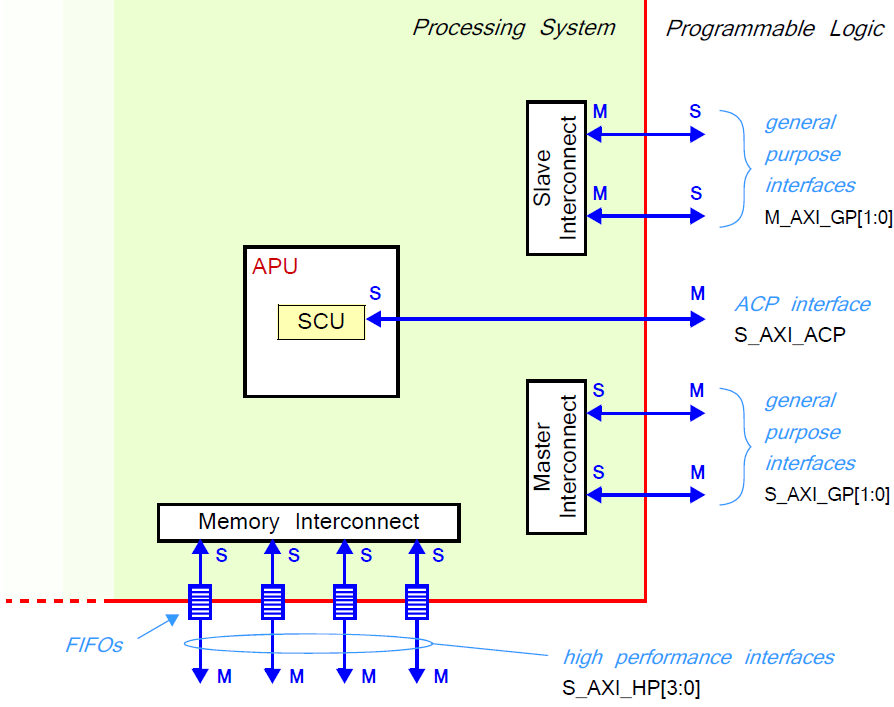 Processing System
Programmable Logic
Slave
Interconnect
M
S
M
S
general
purpose
interfaces
M_AXI_GP[1:0]
APU
SCU
S
M
ACP interface
S_AXI_ACP
Master
Interconnect
S
M
S
M
general
purpose
interfaces
S_AXI_GP[1:0]
Memory Interconnect
S
S
S
S
FIFOs
M
M
M
M
high performance interfaces
S_AXI_HP[3:0]